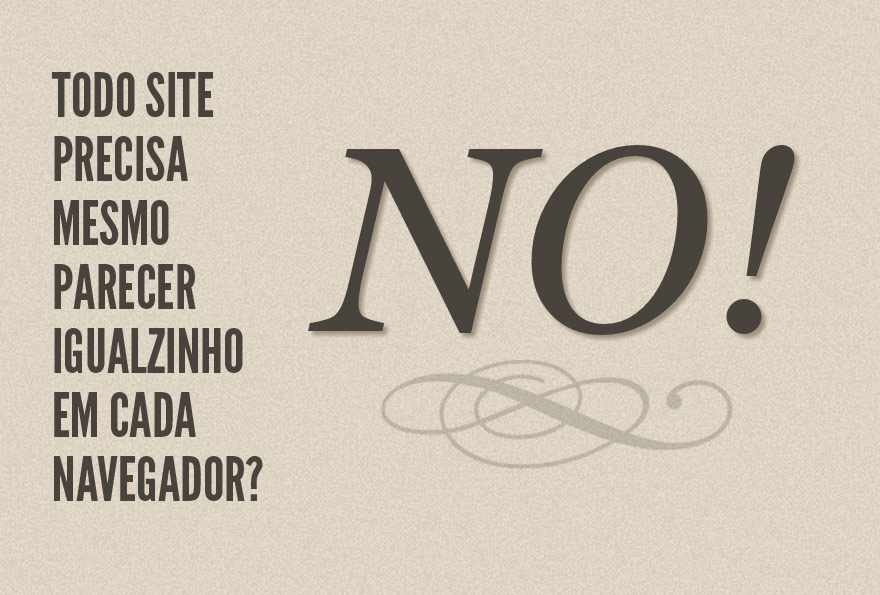 TODO SITE
PRECISA
MESMO
PARECER
IGUALZINHO
EM CADA
NAVEGADOR?
NO!